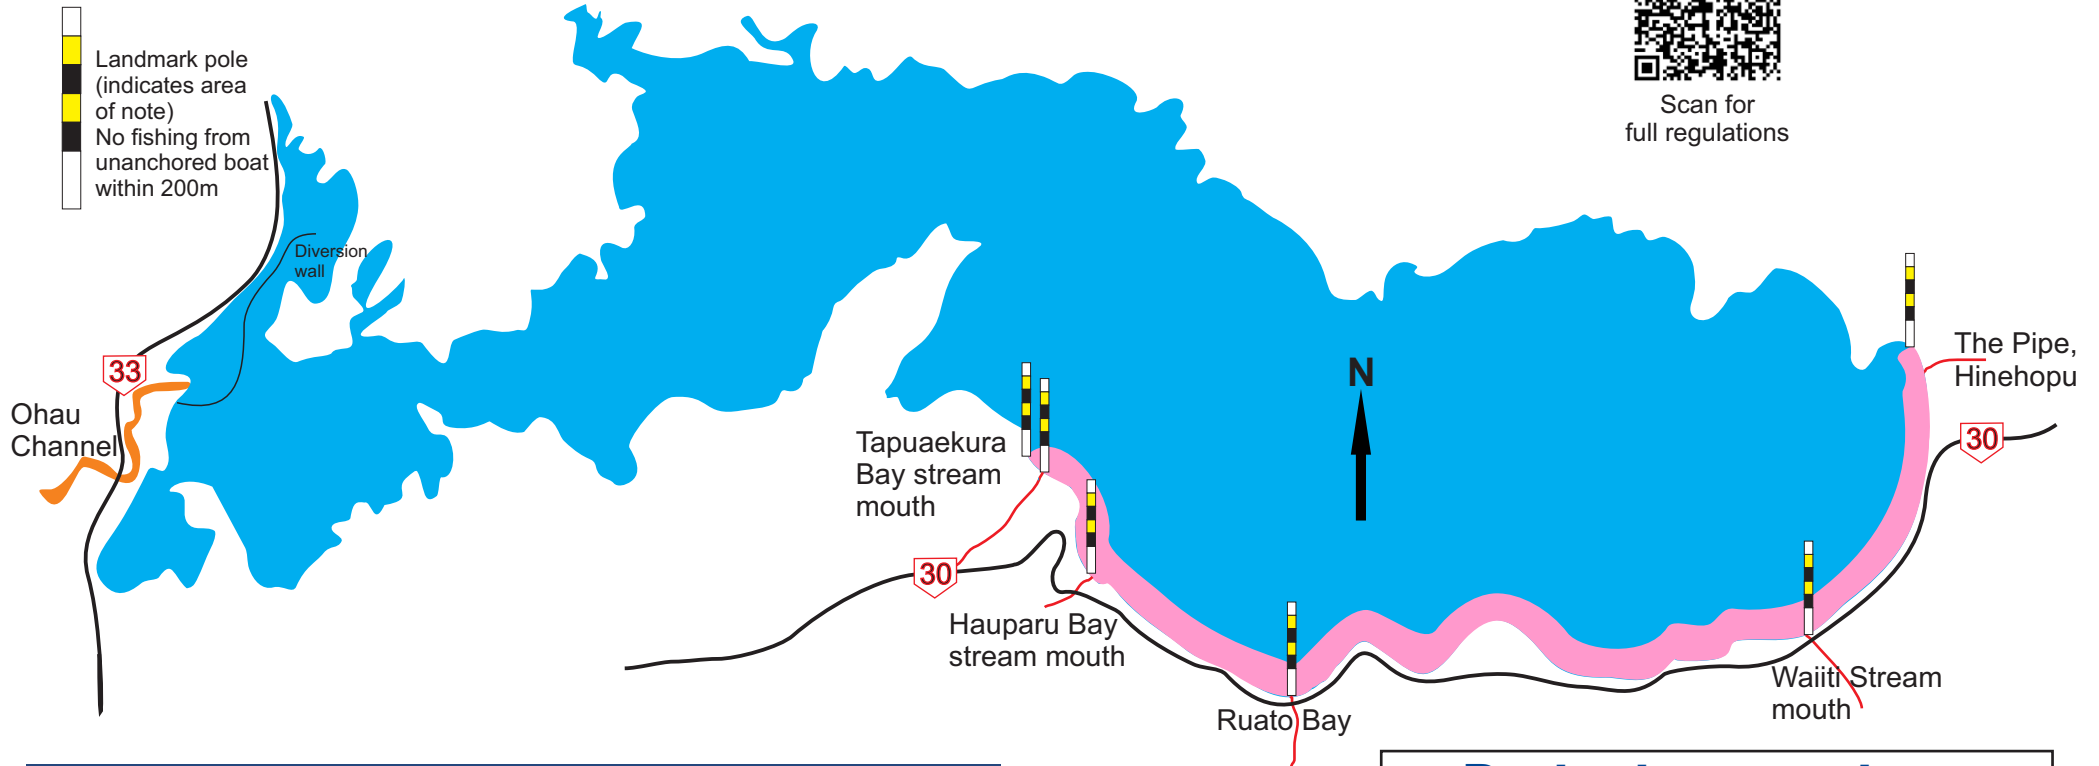 Landmark pole
(indicates area
of note)
No fishing from
unanchored boat
within 200m
Scan for
full regulations
Diversion
wall
33
Ohau
Channel
N
The Pipe,
Hinehopu
30
Tapuaekura
Bay stream
mouth
30
Hauparu Bay
stream mouth
Ruato Bay
Waiiti Stream
mouth